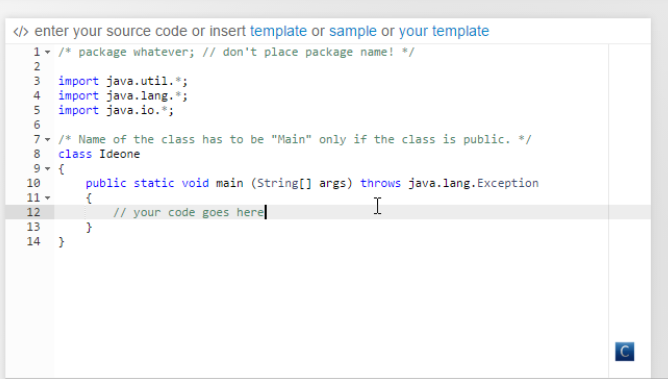 </> enter your source code or insert template or sample or your template
1 /* package whatever; // don't place package name! */
2
3 import java.util.*;
4 import java.lang.*;
5 import java.io.*;
6
7 /* Name of the class has to be "Main" only if the class is public. */
8 class Ideone
9 {
10     public static void main (String[] args) throws java.lang.Exception
11     {
12         // your code goes here
13     }
14 }
C